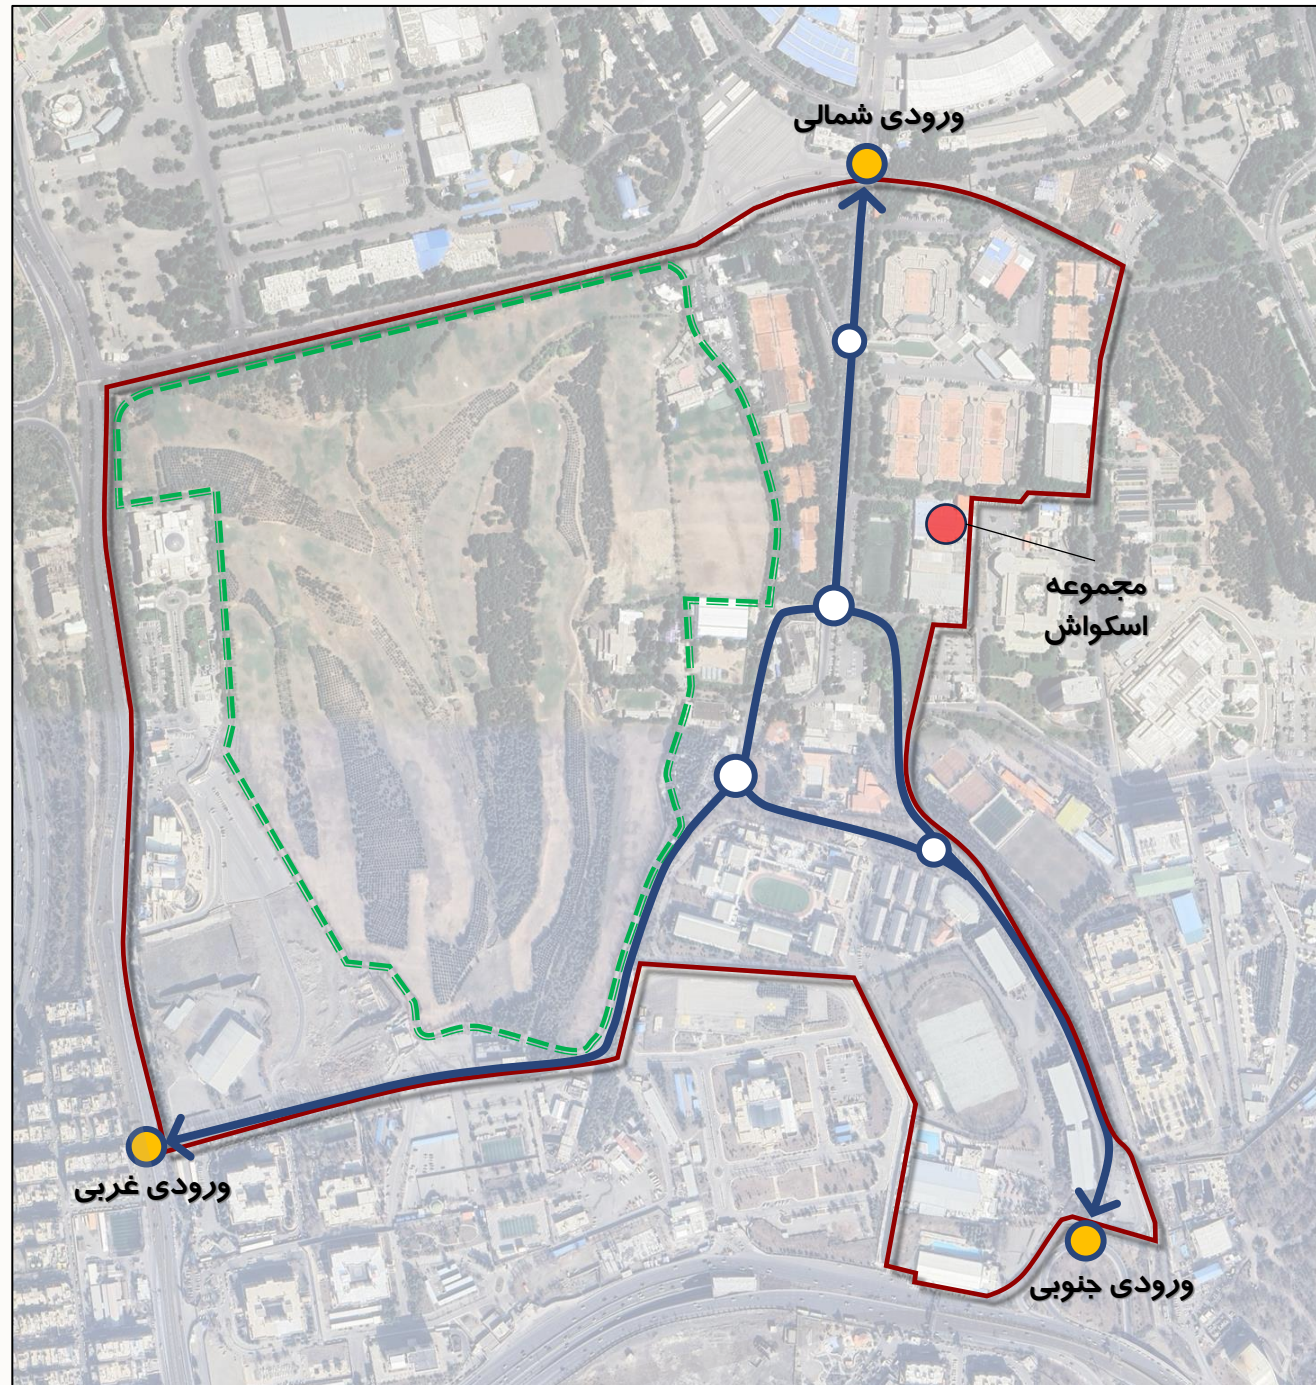 ورودی شمالی
مجموعه
اسکواش
ورودی غربی
ورودی جنوبی